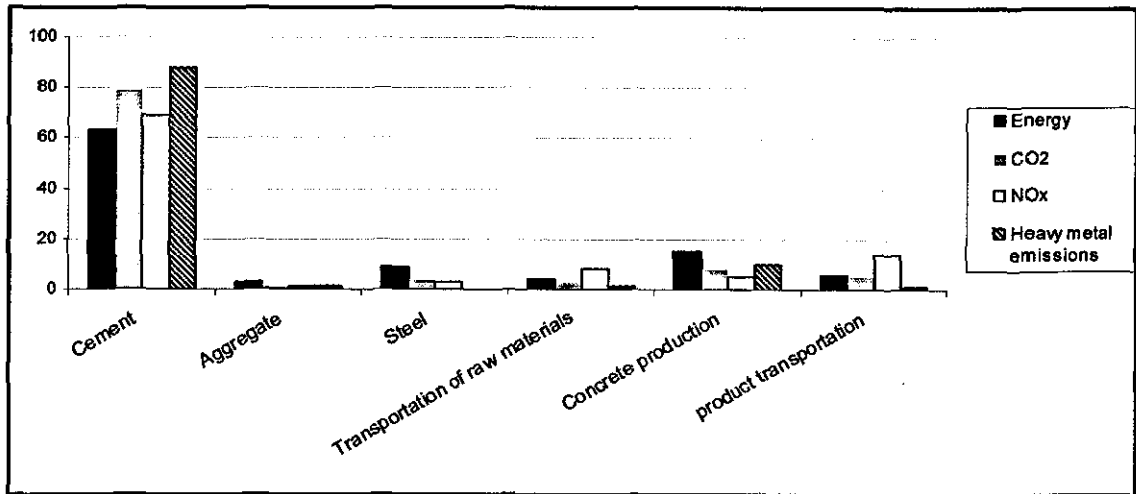 100
80
60
40
20
0
Cement
Aggregate
Steel
Transportation of raw materials
Concrete production
product transportation
Energy
CO2
NOx
Heavy metal
emissions